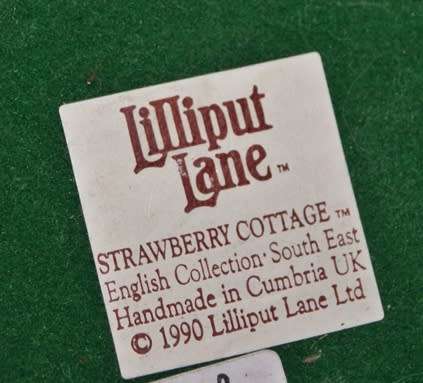 Lilliput
Lane™
STRAWBERRY COTTAGE™
English Collection · South East
Handmade in Cumbria UK
© 1990 Lilliput Lane Ltd